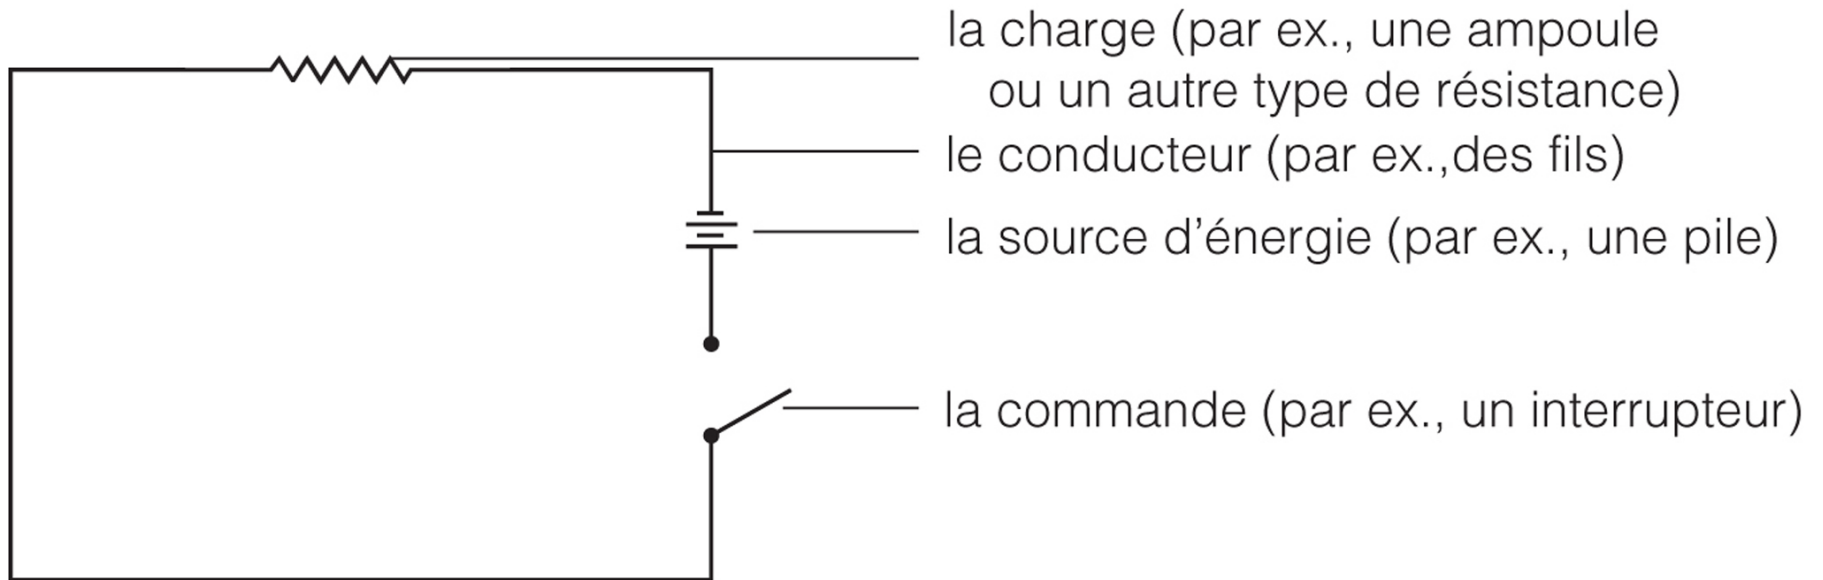 la charge (par ex., une ampoule
ou un autre type de résistance)
le conducteur (par ex.,des fils)
la source d’énergie (par ex., une pile)
la commande (par ex., un interrupteur)